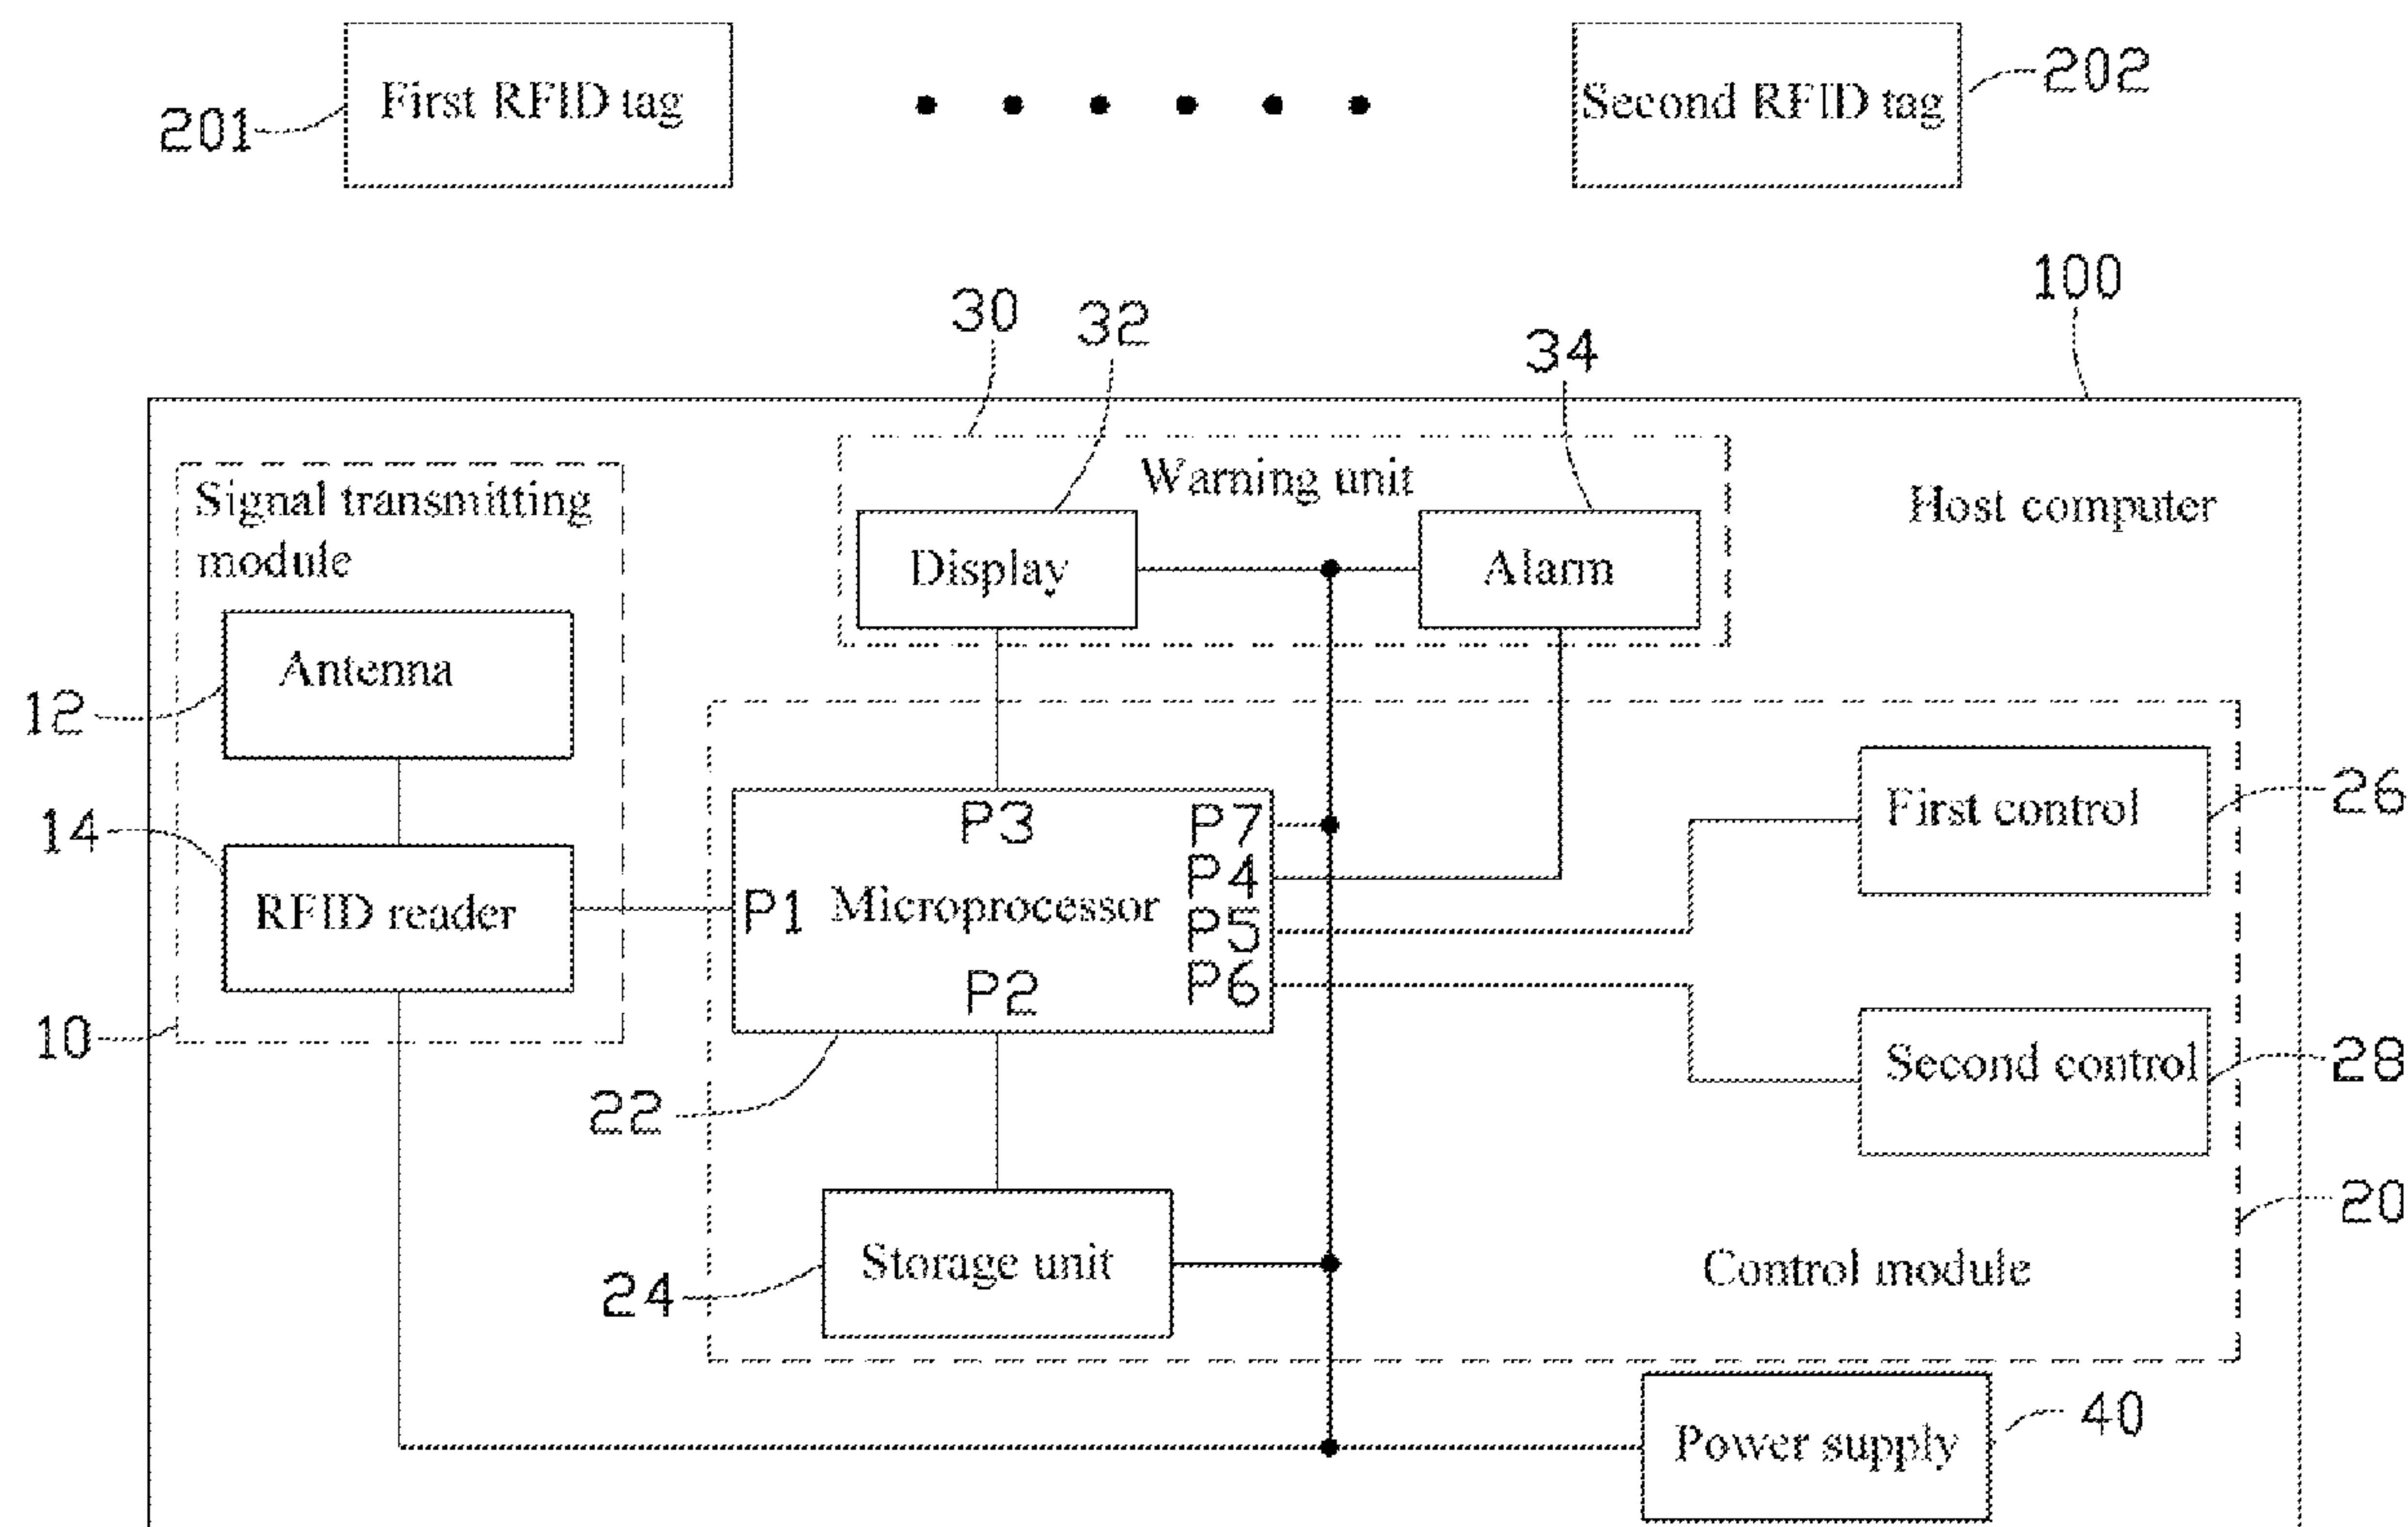 First RFID tag
201
Second RFID tag
202
100
30
32
34
Warning unit
Host computer
Signal transmitting
module
Display
Alarm
Antenna
12
First control
26
P3
P7
14
P4
RFID reader
P1
Microprocessor
P5
P6
P2
10
Second control
28
22
20
Storage unit
24
Control module
Power supply
40